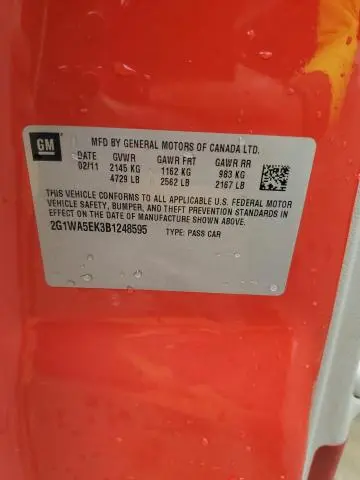 GM
MFD BY GENERAL MOTORS OF CANADA LTD.
DATE GVWR GAWR FRT GAWR RR
02/11 2145 KG 1162 KG 983 KG
4729 LB 2562 LB 2167 LB
THIS VEHICLE CONFORMS TO ALL APPLICABLE U.S. FEDERAL MOTOR
VEHICLE SAFETY, BUMPER, AND THEFT PREVENTION STANDARDS IN
EFFECT ON THE DATE OF MANUFACTURE SHOWN ABOVE.
2G1WA5EK3B1248595 TYPE: PASS CAR